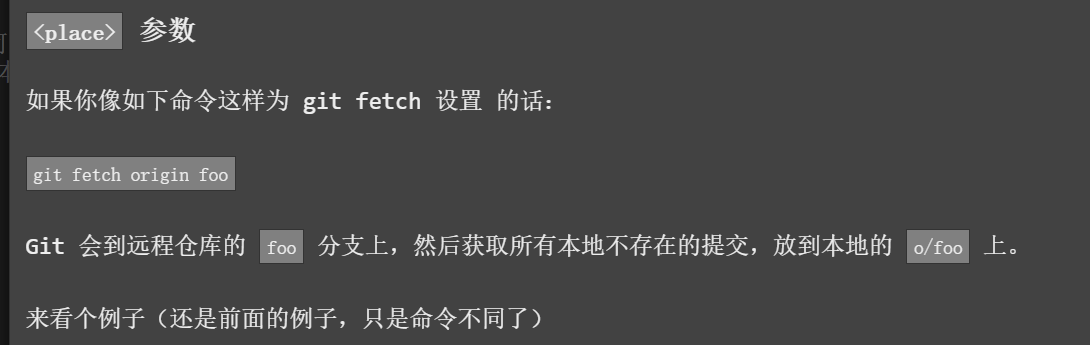 <place> 参数
如果你像如下命令这样为 git fetch 设置 的话：
git fetch origin foo
Git 会到远程仓库的 foo 分支上，然后获取所有本地不存在的提交，放到本地的 o/foo 上。
来看个例子（还是前面的例子，只是命令不同了）